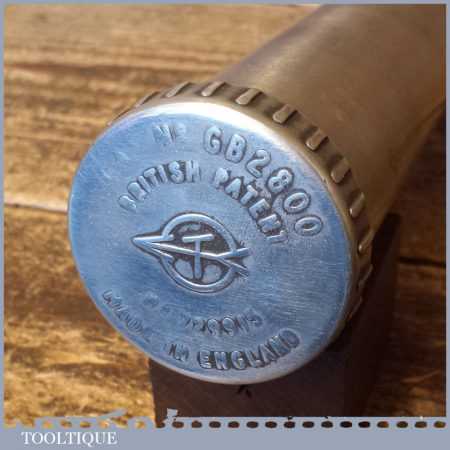 No GB2800
BRITISH PATENT
T
MADE IN ENGLAND
TOOLTIQUE